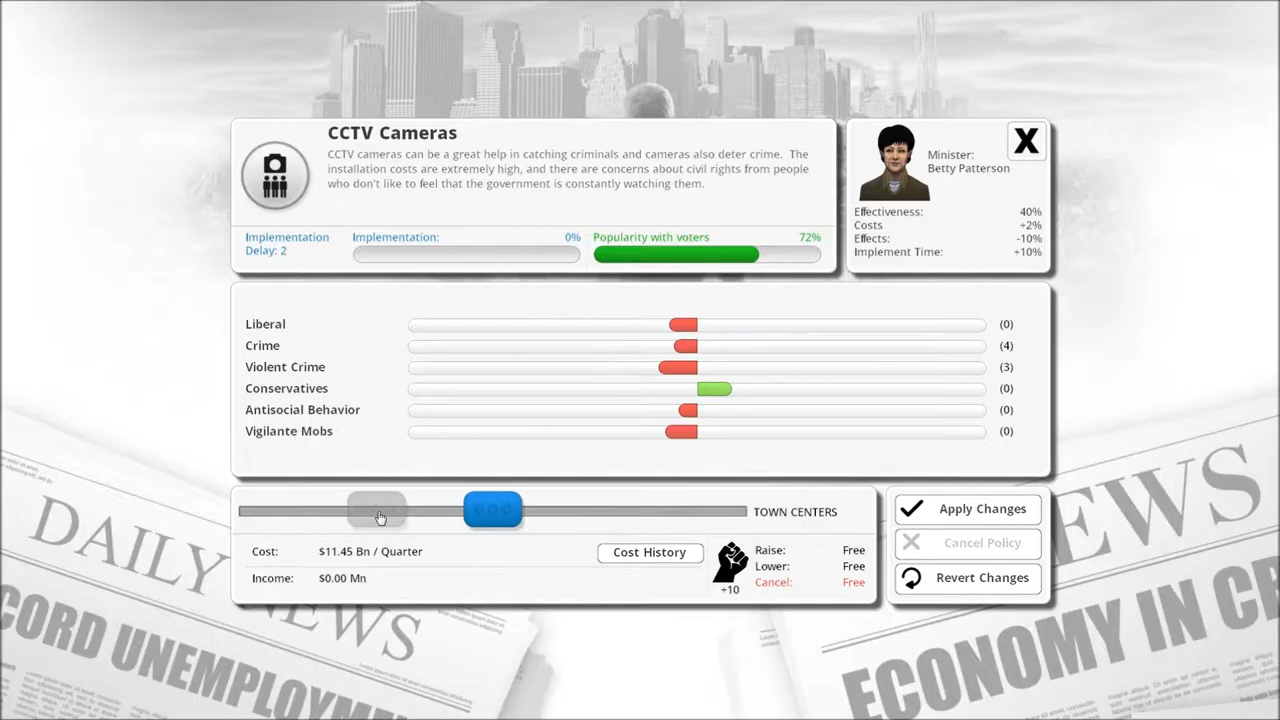 CCTV Cameras
CCTV cameras can be a great help in catching criminals and cameras also deter crime. The
installation costs are extremely high, and there are concerns about civil rights from people
who don't like to feel that the government is constantly watching them.
Implementation
Delay: 2
Implementation: 0%
Popularity with voters 72%
Minister:
Betty Patterson
Effectiveness: 40%
Costs +2%
Effects: -10%
Implement Time: +10%
Liberal (0)
Crime (4)
Violent Crime (3)
Conservatives (0)
Antisocial Behavior (0)
Vigilante Mobs (0)
TOWN CENTERS
Cost: $11.45 Bn / Quarter
Income: $0.00 Mn
Cost History
+10
Raise: Free
Lower: Free
Cancel: Free
Apply Changes
Cancel Policy
Revert Changes
DAILY NEWS
CORD UNEMPLOYM
NEWS
ECONOMY IN CR